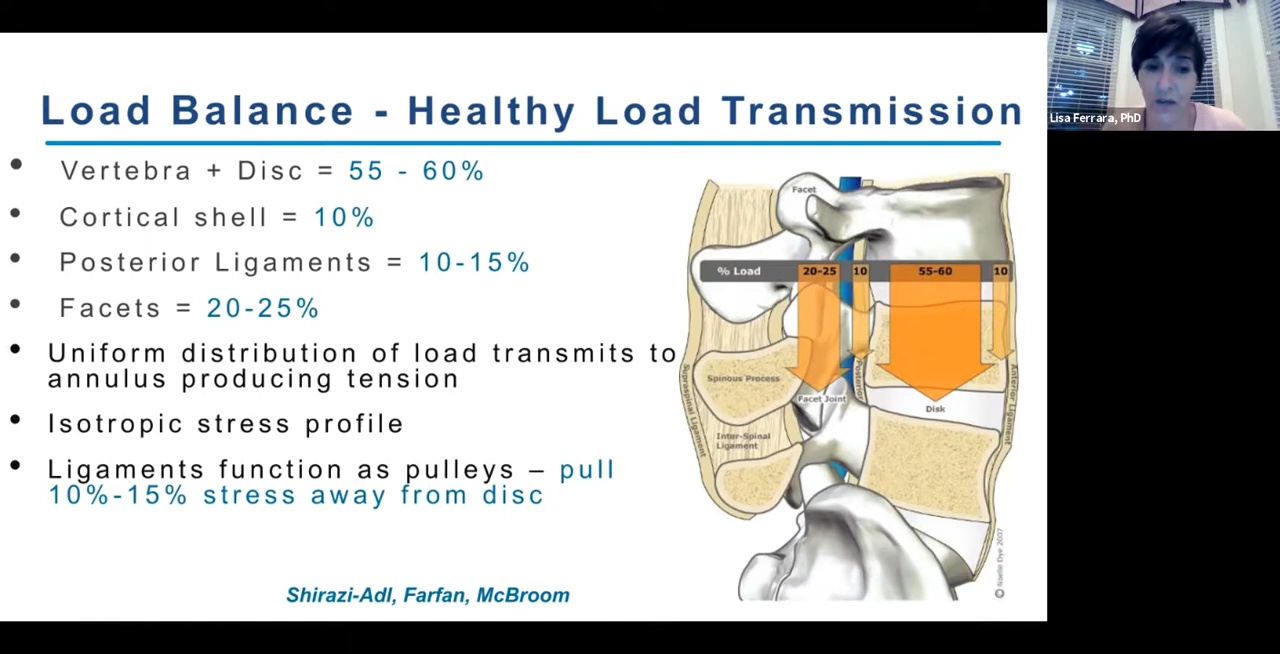 Load Balance - Healthy Load Transmission
• Vertebra + Disc = 55 - 60%
• Cortical shell = 10%
• Posterior Ligaments = 10-15%
• Facets = 20-25%
• Uniform distribution of load transmits to
annulus producing tension
• Isotropic stress profile
• Ligaments function as pulleys – pull
10%-15% stress away from disc
Shirazi-Adl, Farfan, McBroom
Facet
% Load 20-25 10 55-60 10
Spinous Process
Facet Joint
Disk
Inter-Spinal
Ligament
Supraspinal Ligament
Posterior
Anterior Ligament
© Noelle Dye 2007
Lisa Ferrara, PhD